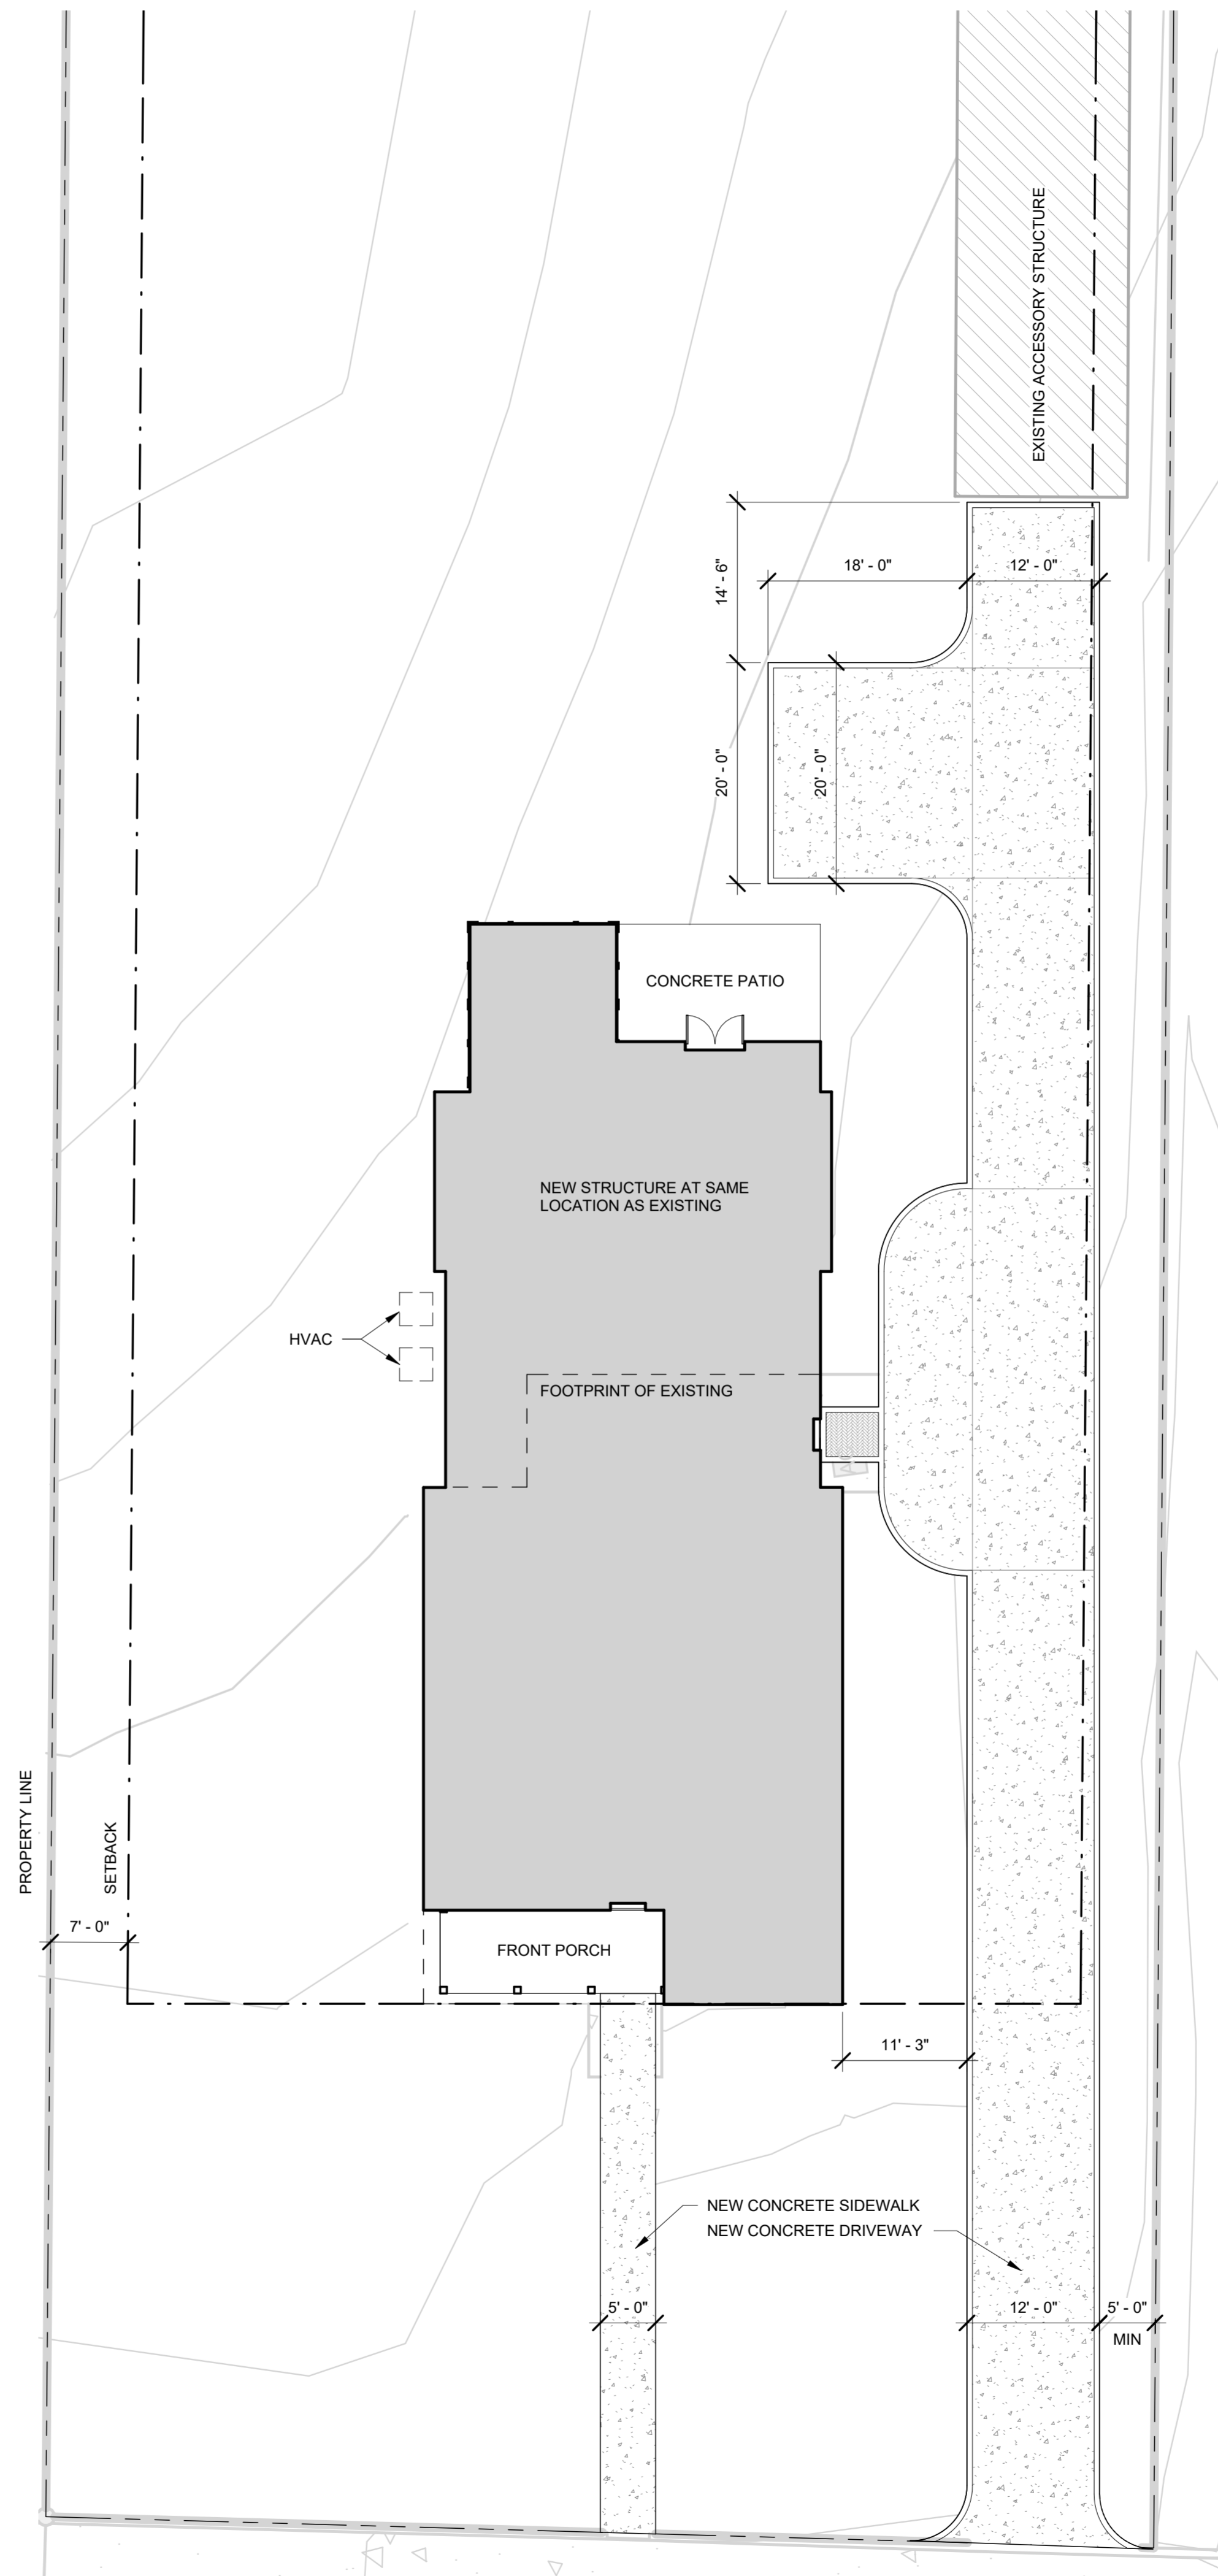 EXISTING ACCESSORY STRUCTURE
14' - 6"
18' - 0"
12' - 0"
20' - 0"
20' - 0"
CONCRETE PATIO
NEW STRUCTURE AT SAME
LOCATION AS EXISTING
HVAC
FOOTPRINT OF EXISTING
PROPERTY LINE
SETBACK
7' - 0"
FRONT PORCH
11' - 3"
NEW CONCRETE SIDEWALK
NEW CONCRETE DRIVEWAY
5' - 0"
12' - 0"
5' - 0"
MIN